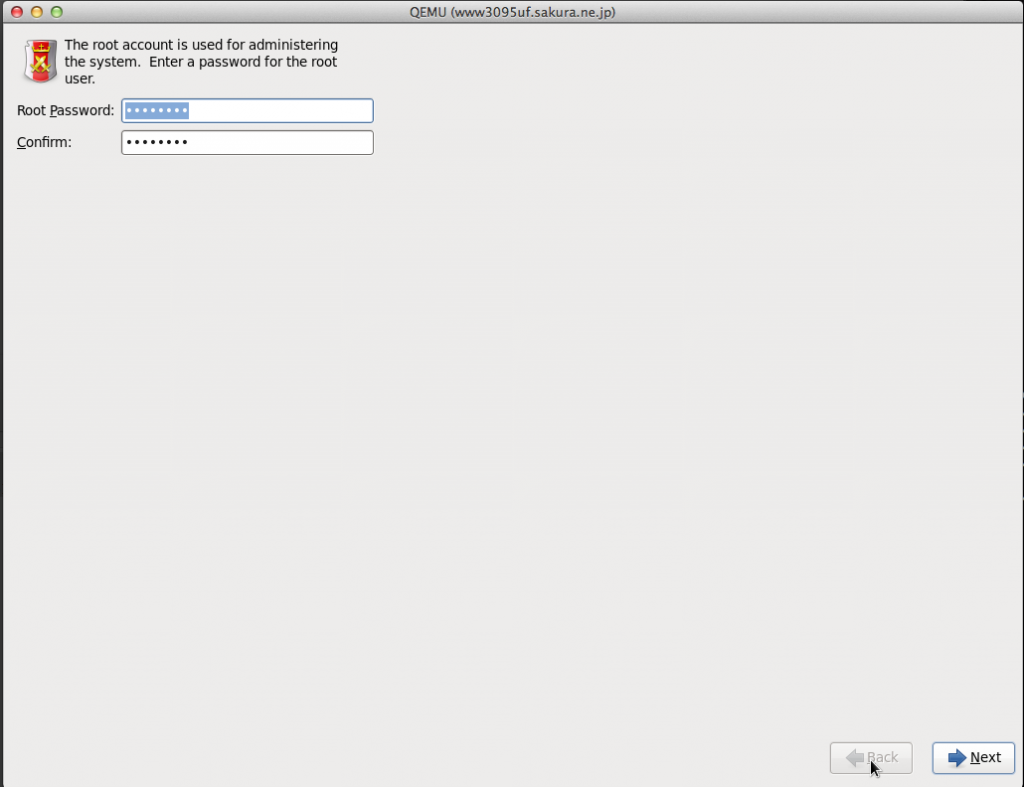 QEMU (www3095uf.sakura.ne.jp)
The root account is used for administering
the system.  Enter a password for the root
user.
Root Password: ••••••••
Confirm: ••••••••
Back Next